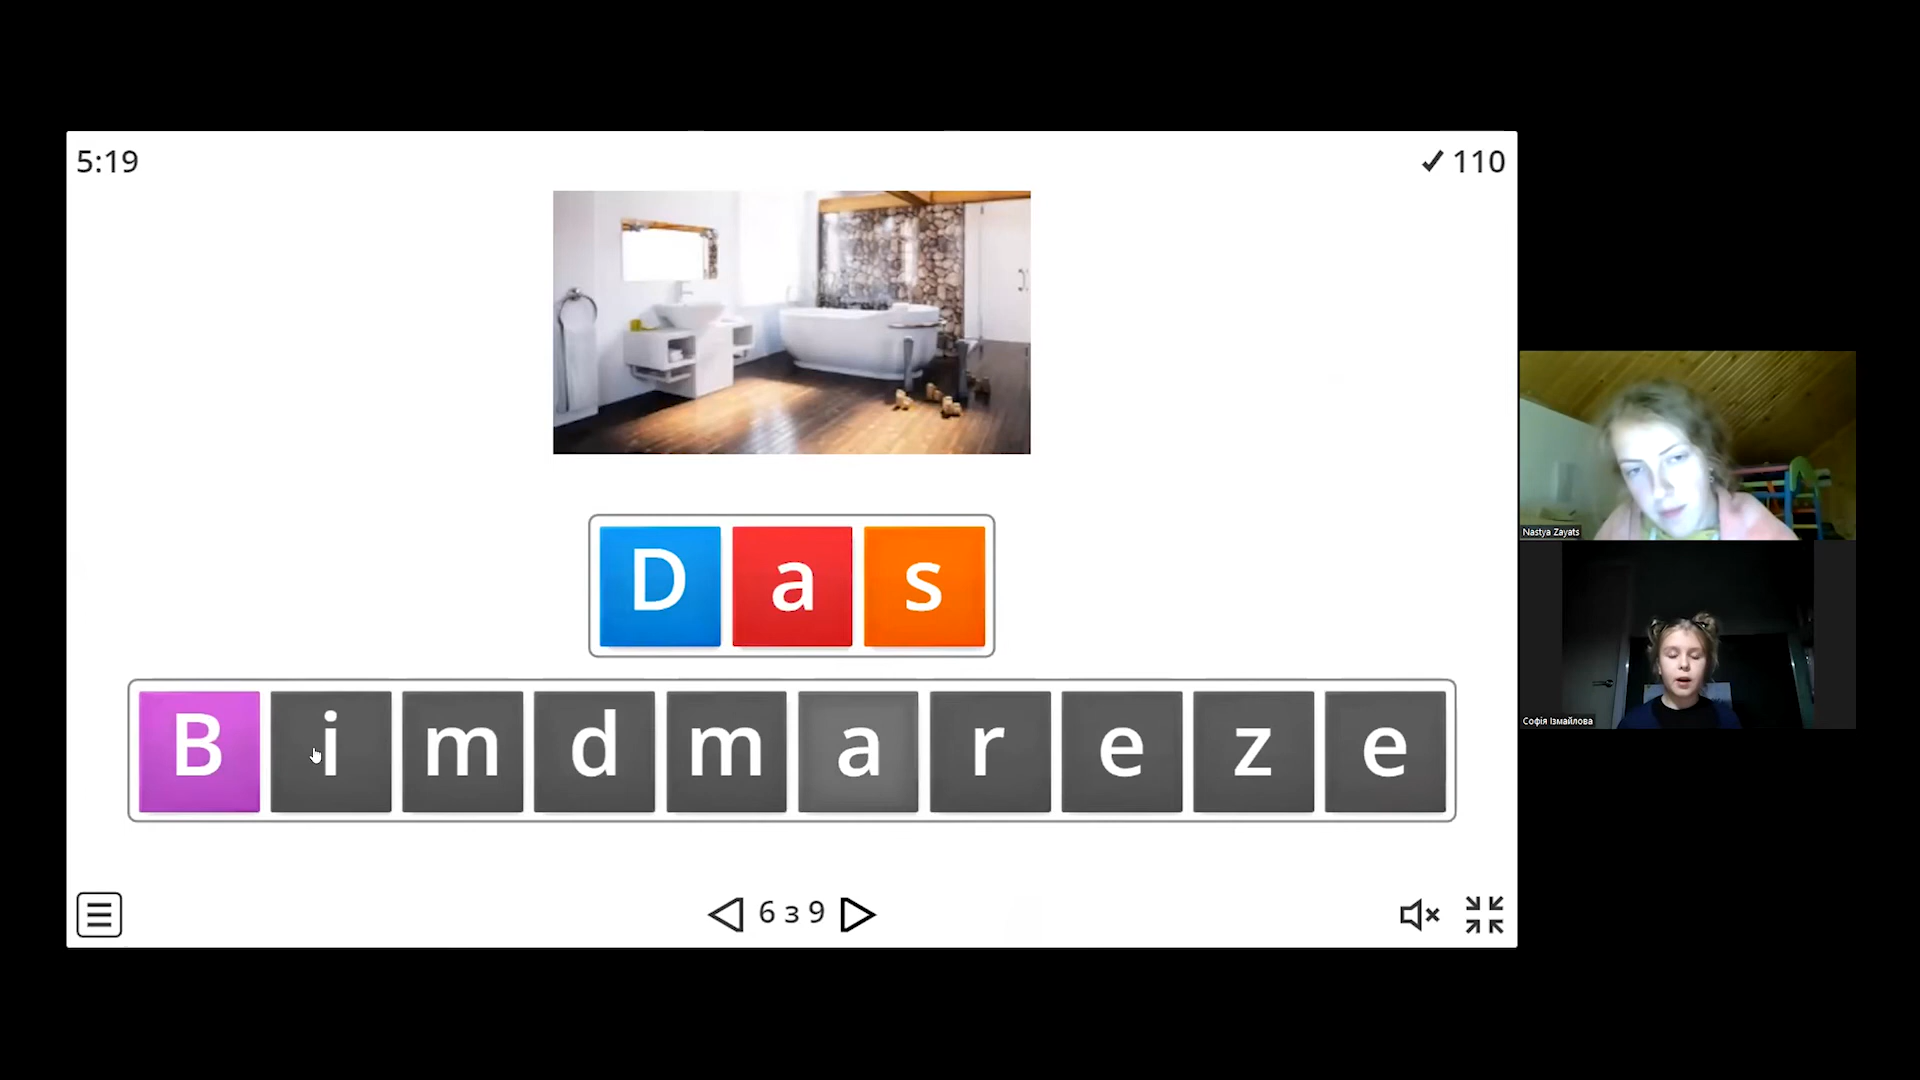 5:19
110
D a s
B i m d m a r e z e
6 з 9
Nastya Zayats
Софія Ізмайлова